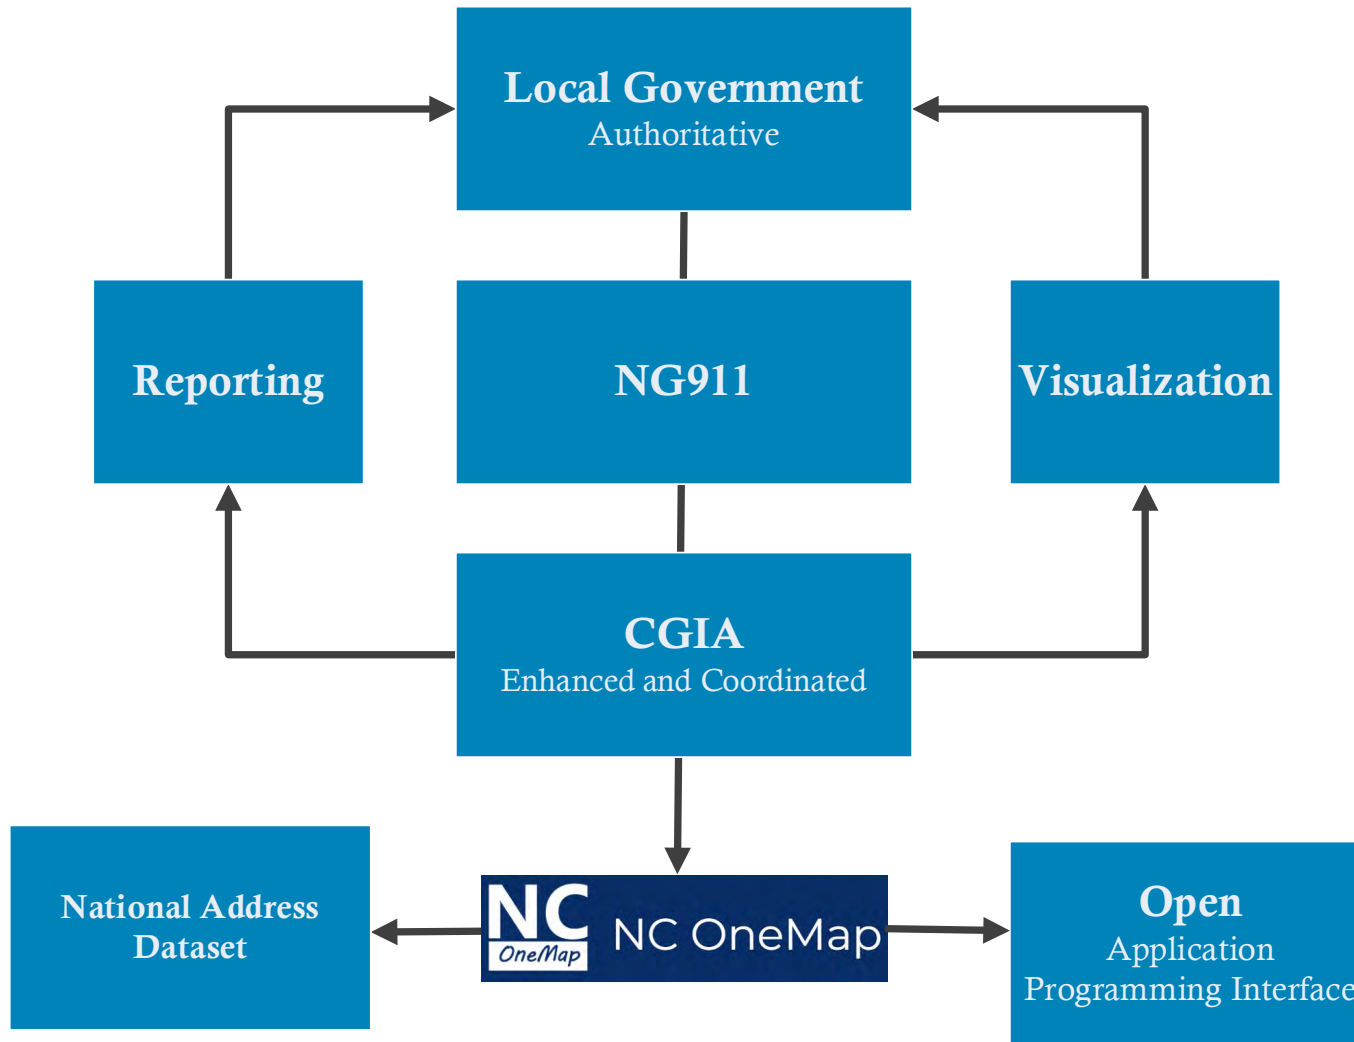 Local Government
Authoritative
Reporting
NG911
Visualization
CGIA
Enhanced and Coordinated
National Address
Dataset
NC
OneMap
NC OneMap
Open
Application
Programming Interface